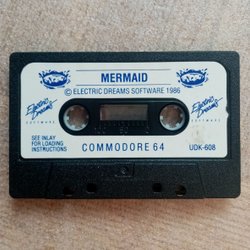 MERMAID
© ELECTRIC DREAMS SOFTWARE 1986
Electric Dreams
SOFTWARE
Electric Dreams
SOFTWARE
SEE INLAY
FOR LOADING
INSTRUCTIONS
COMMODORE 64
UDK-608